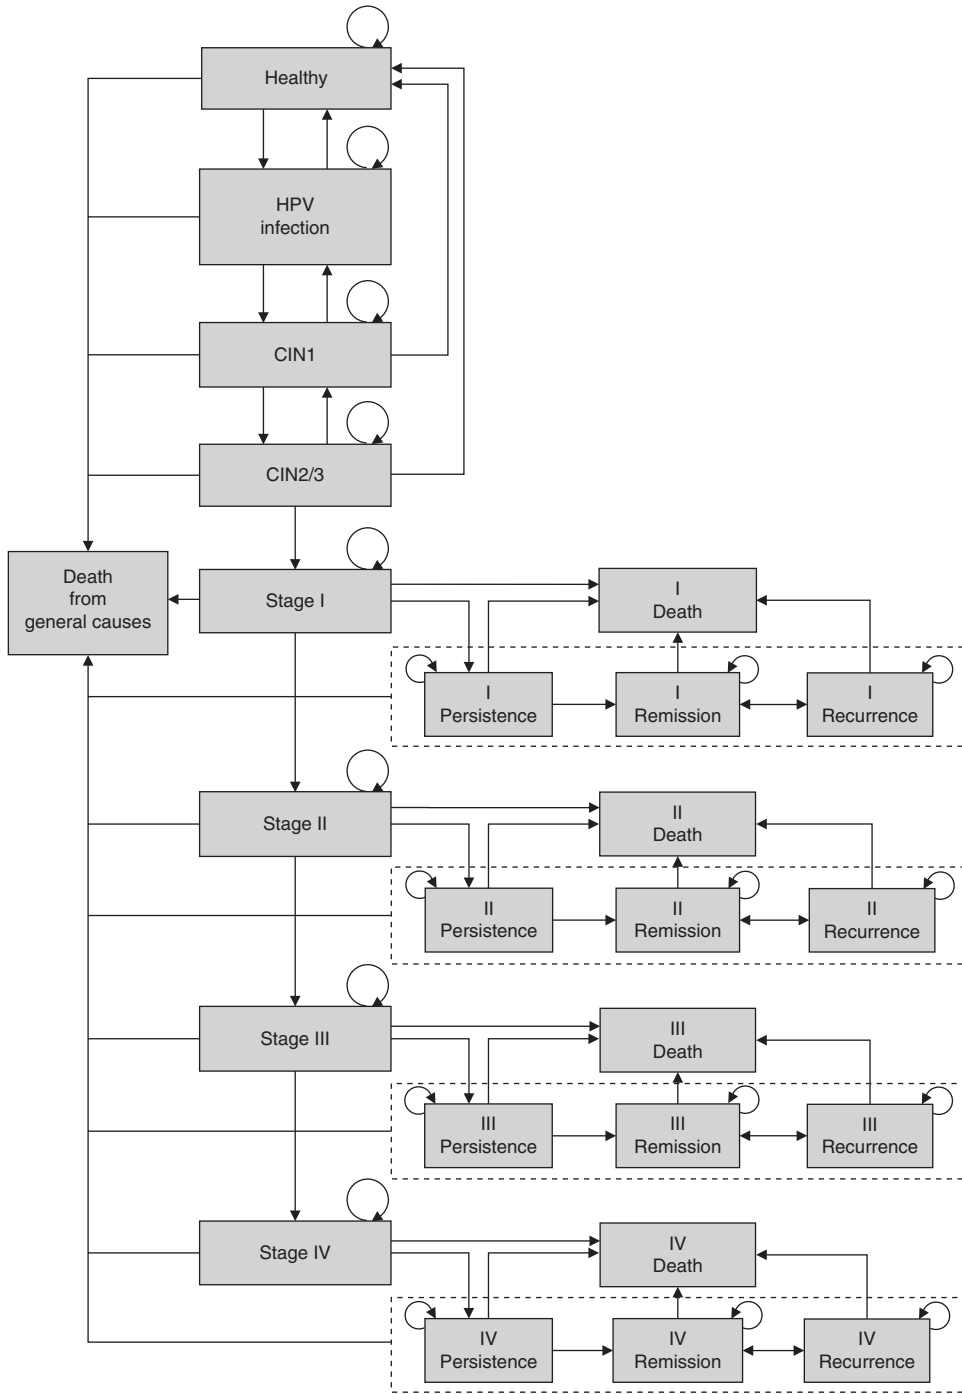 Healthy
HPV
infection
CIN1
CIN2/3
Death
from
general causes
Stage I
I
Death
I
Persistence
I
Remission
I
Recurrence
Stage II
II
Death
II
Persistence
II
Remission
II
Recurrence
Stage III
III
Death
III
Persistence
III
Remission
III
Recurrence
Stage IV
IV
Death
IV
Persistence
IV
Remission
IV
Recurrence